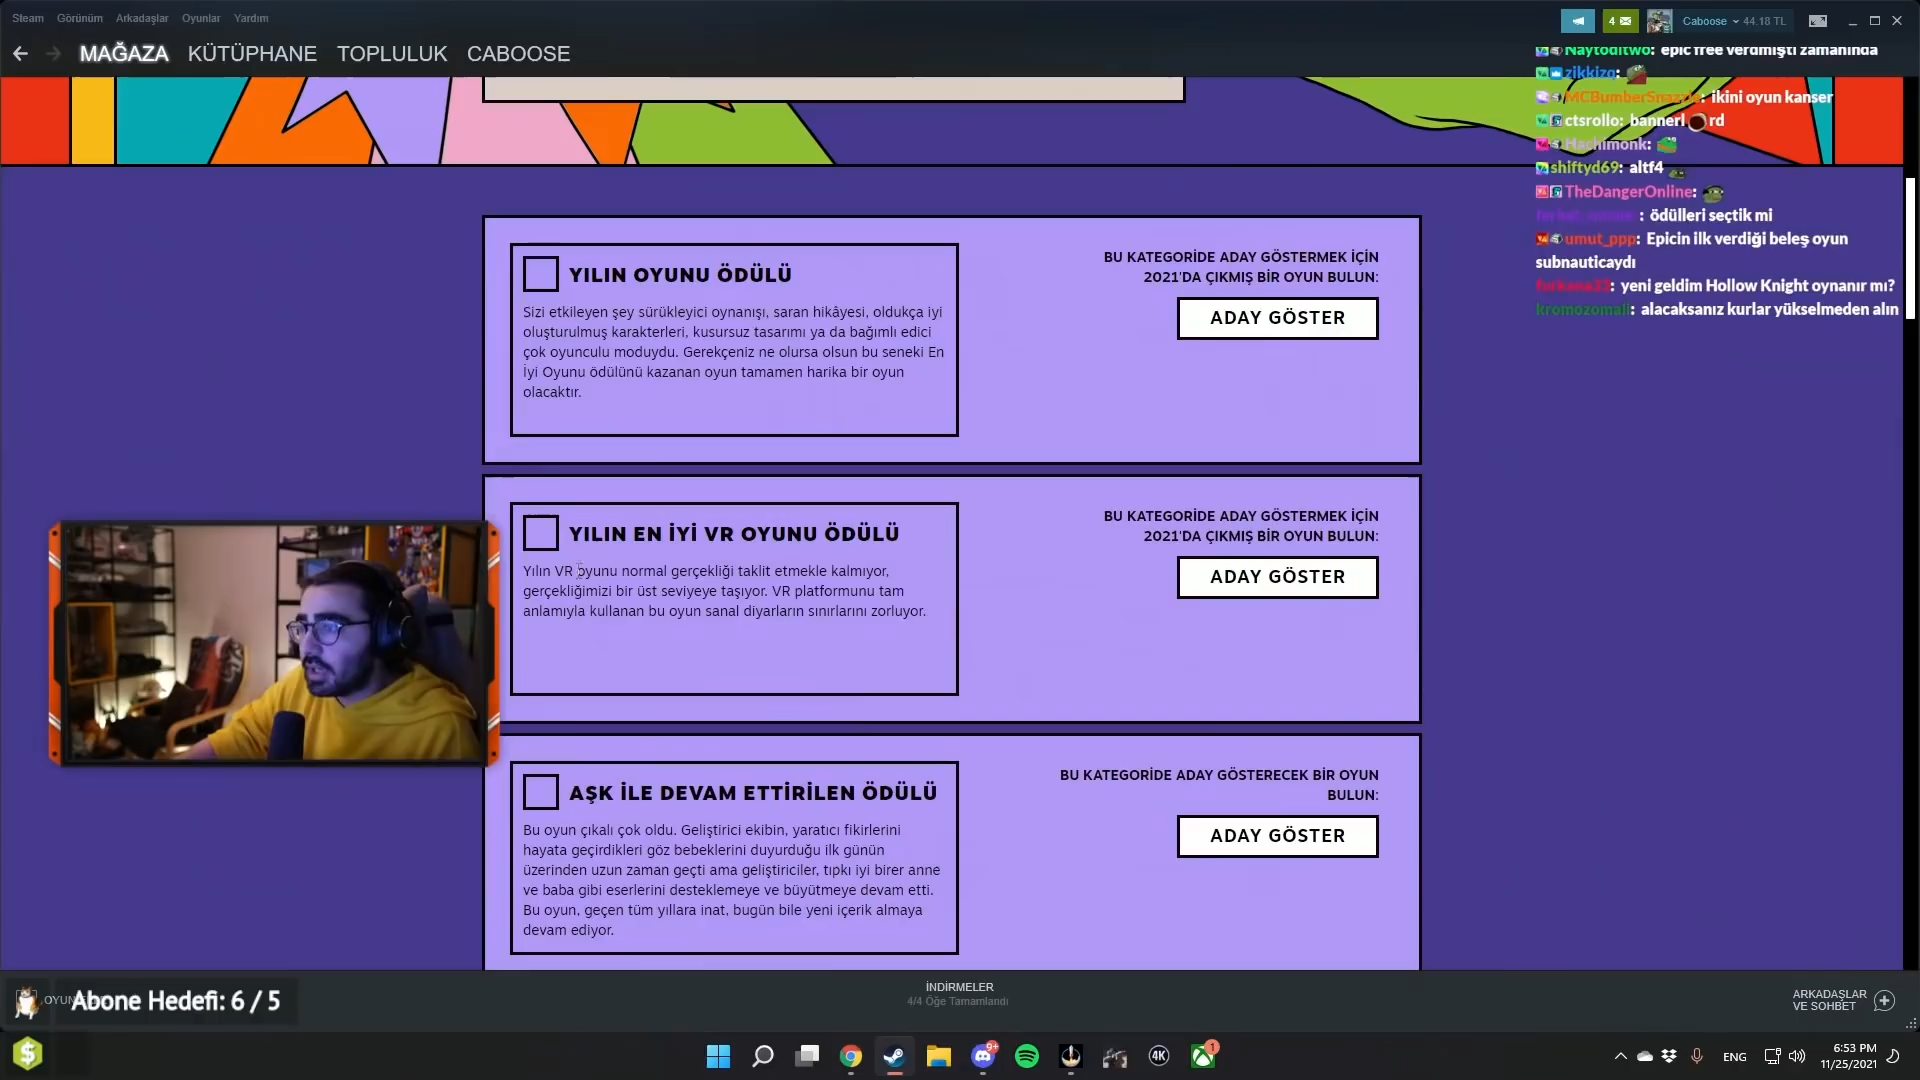 Steam Görünüm Arkadaşlar Oyunlar Yardım
4
Caboose 44.18 TL
MAĞAZA KÜTÜPHANE TOPLULUK CABOOSE
YILIN OYUNU ÖDÜLÜ
Sizi etkileyen şey sürükleyici oynanışı, saran hikâyesi, oldukça iyi
oluşturulmuş karakterleri, kusursuz tasarımı ya da bağımlı edici
çok oyunculu moduydu. Gerekçeniz ne olursa olsun bu seneki En
İyi Oyunu ödülünü kazanan oyun tamamen harika bir oyun
olacaktır.
BU KATEGORİDE ADAY GÖSTERMEK İÇİN
2021'DA ÇIKMIŞ BİR OYUN BULUN:
ADAY GÖSTER
YILIN EN İYİ VR OYUNU ÖDÜLÜ
Yılın VR oyunu normal gerçekliği taklit etmekle kalmıyor,
gerçekliğimizi bir üst seviyeye taşıyor. VR platformunu tam
anlamıyla kullanan bu oyun sanal diyarların sınırlarını zorluyor.
BU KATEGORİDE ADAY GÖSTERMEK İÇİN
2021'DA ÇIKMIŞ BİR OYUN BULUN:
ADAY GÖSTER
AŞK İLE DEVAM ETTİRİLEN ÖDÜLÜ
Bu oyun çıkalı çok oldu. Geliştirici ekibin, yaratıcı fikirlerini
hayata geçirdikleri göz bebeklerini duyurduğu ilk günün
üzerinden uzun zaman geçti ama geliştiriciler, tıpkı iyi birer anne
ve baba gibi eserlerini desteklemeye ve büyütmeye devam etti.
Bu oyun, geçen tüm yıllara inat, bugün bile yeni içerik almaya
devam ediyor.
BU KATEGORİDE ADAY GÖSTERECEK BİR OYUN
BULUN:
ADAY GÖSTER
Naytoditwo: epic free verdmişti zamanında
zikkizq:
MCBumberSnazzle: ikini oyun kanser
ctsrollo: bannerl rd
Hachimonk:
shiftyd69: altf4
TheDangerOnline:
: ödülleri seçtik mi
umut_ppp: Epicin ilk verdiği beleş oyun
subnauticaydı
furkona33: yeni geldim Hollow Knight oynanır mı?
kromozomali: alacaksanız kurlar yükselmeden alın
Abone Hedefi: 6 / 5
İNDİRMELER
4/4 Öğe Tamamlandı
ARKADAŞLAR
VE SOHBET
9+
4K
1
ENG
6:53 PM
11/25/2021